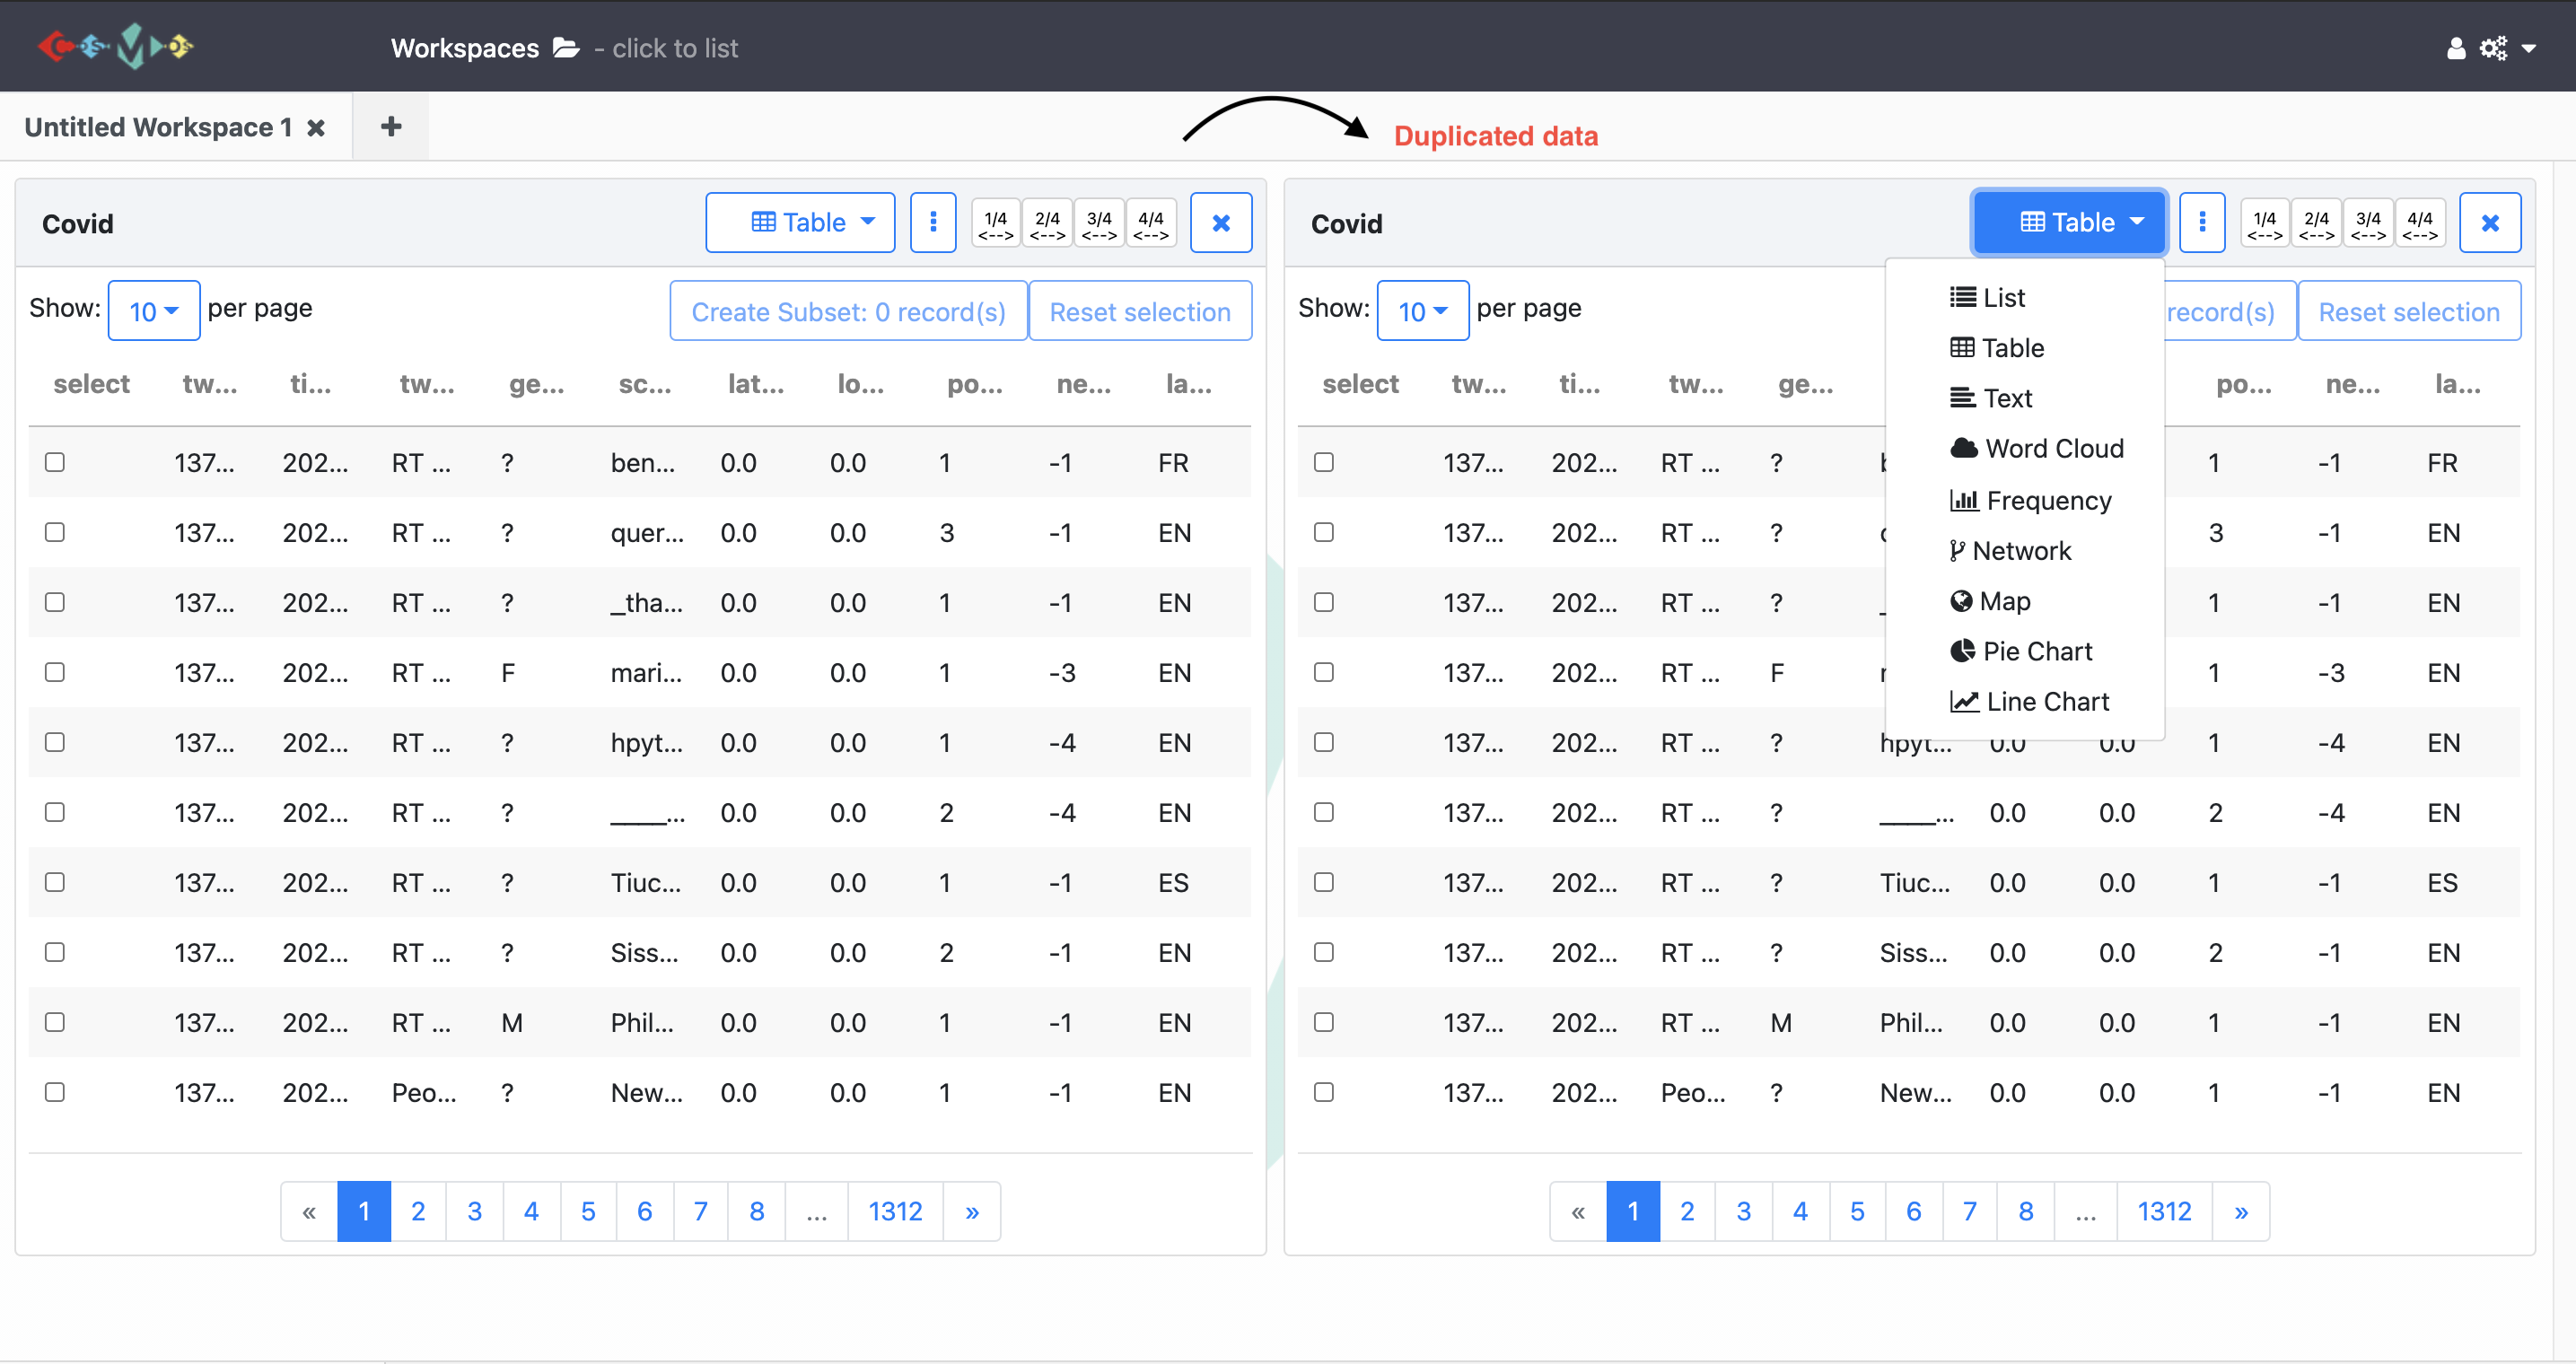 Workspaces - click to list
Untitled Workspace 1
Duplicated data
Covid Table 1/4 <--> 2/4 <--> 3/4 <--> 4/4 <-->
Show: 10 per page Create Subset: 0 record(s) Reset selection
select tw... ti... tw... ge... sc... lat... lo... po... ne... la...
137... 202... RT ... ? ben... 0.0 0.0 1 -1 FR
137... 202... RT ... ? quer... 0.0 0.0 3 -1 EN
137... 202... RT ... ? _tha... 0.0 0.0 1 -1 EN
137... 202... RT ... F mari... 0.0 0.0 1 -3 EN
137... 202... RT ... ? hpyt... 0.0 0.0 1 -4 EN
137... 202... RT ... ? ____... 0.0 0.0 2 -4 EN
137... 202... RT ... ? Tiuc... 0.0 0.0 1 -1 ES
137... 202... RT ... ? Siss... 0.0 0.0 2 -1 EN
137... 202... RT ... M Phil... 0.0 0.0 1 -1 EN
137... 202... Peo... ? New... 0.0 0.0 1 -1 EN
« 1 2 3 4 5 6 7 8 ... 1312 »
Covid Table 1/4 <--> 2/4 <--> 3/4 <--> 4/4 <-->
Show: 10 per page record(s) Reset selection
List
Table
Text
Word Cloud
Frequency
Network
Map
Pie Chart
Line Chart
select tw... ti... tw... ge... po... ne... la...
137... 202... RT ... ? 1 -1 FR
137... 202... RT ... ? 3 -1 EN
137... 202... RT ... ? 1 -1 EN
137... 202... RT ... F 1 -3 EN
137... 202... RT ... ? hpyt... 0.0 0.0 1 -4 EN
137... 202... RT ... ? ____... 0.0 0.0 2 -4 EN
137... 202... RT ... ? Tiuc... 0.0 0.0 1 -1 ES
137... 202... RT ... ? Siss... 0.0 0.0 2 -1 EN
137... 202... RT ... M Phil... 0.0 0.0 1 -1 EN
137... 202... Peo... ? New... 0.0 0.0 1 -1 EN
« 1 2 3 4 5 6 7 8 ... 1312 »